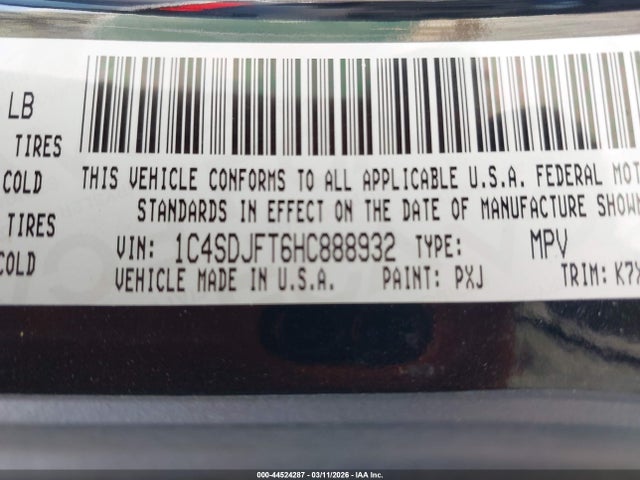 LB
TIRES
COLD
THIS VEHICLE CONFORMS TO ALL APPLICABLE U.S.A. FEDERAL MOT
TIRES
STANDARDS IN EFFECT ON THE DATE OF MANUFACTURE SHOWN
COLD
VIN: 1C4SDJFT6HC888932 TYPE: MPV
VEHICLE MADE IN U.S.A. PAINT: PXJ TRIM: K7X
000-44524287 - 03/11/2026 - IAA Inc.